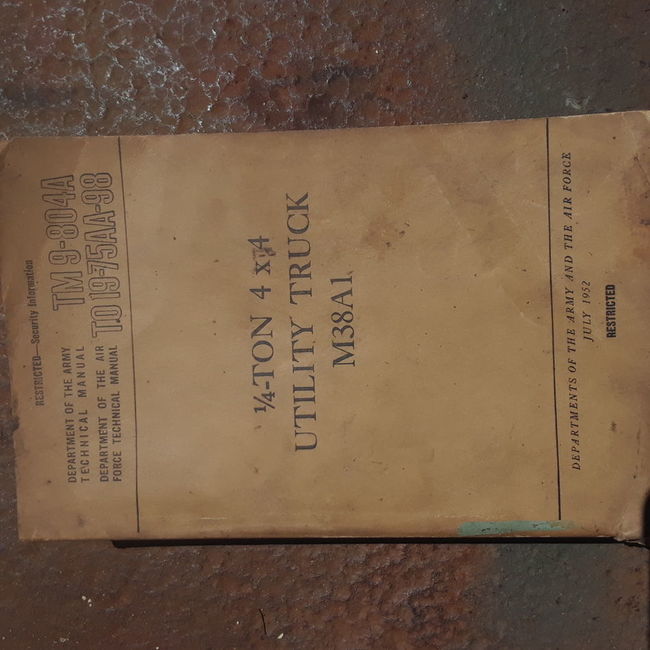 RESTRICTED—Security Information
DEPARTMENT OF THE ARMY
TECHNICAL MANUAL
TM 9-804A
DEPARTMENT OF THE AIR
FORCE TECHNICAL MANUAL
TO 19-75AA-98
¼-TON 4 x 4
UTILITY TRUCK
M38A1
DEPARTMENTS OF THE ARMY AND THE AIR FORCE
JULY 1952
RESTRICTED